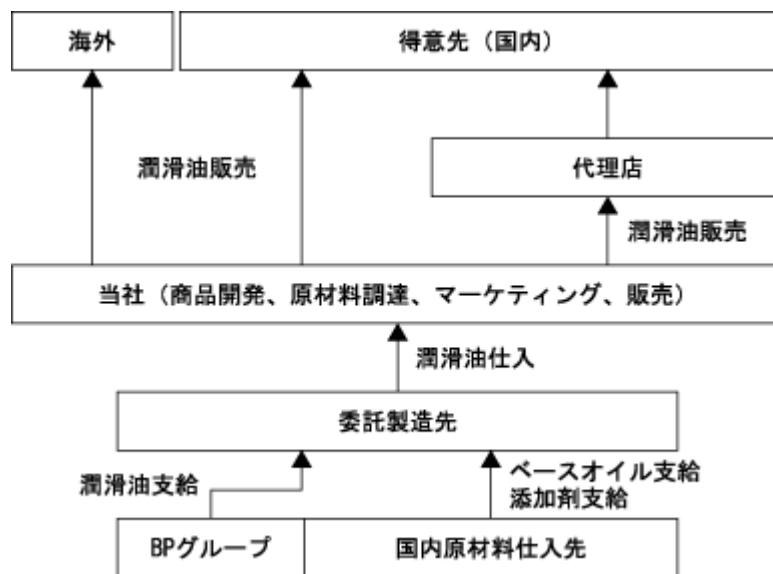 海外
得意先（国内）
潤滑油販売
代理店
潤滑油販売
当社（商品開発、原材料調達、マーケティング、販売）
潤滑油仕入
委託製造先
潤滑油支給
ベースオイル支給
添加剤支給
BPグループ
国内原材料仕入先